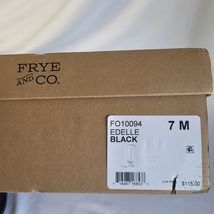 FRYE
AND CO.
FO10094
EDELLE
BLACK
7 M
$115.00